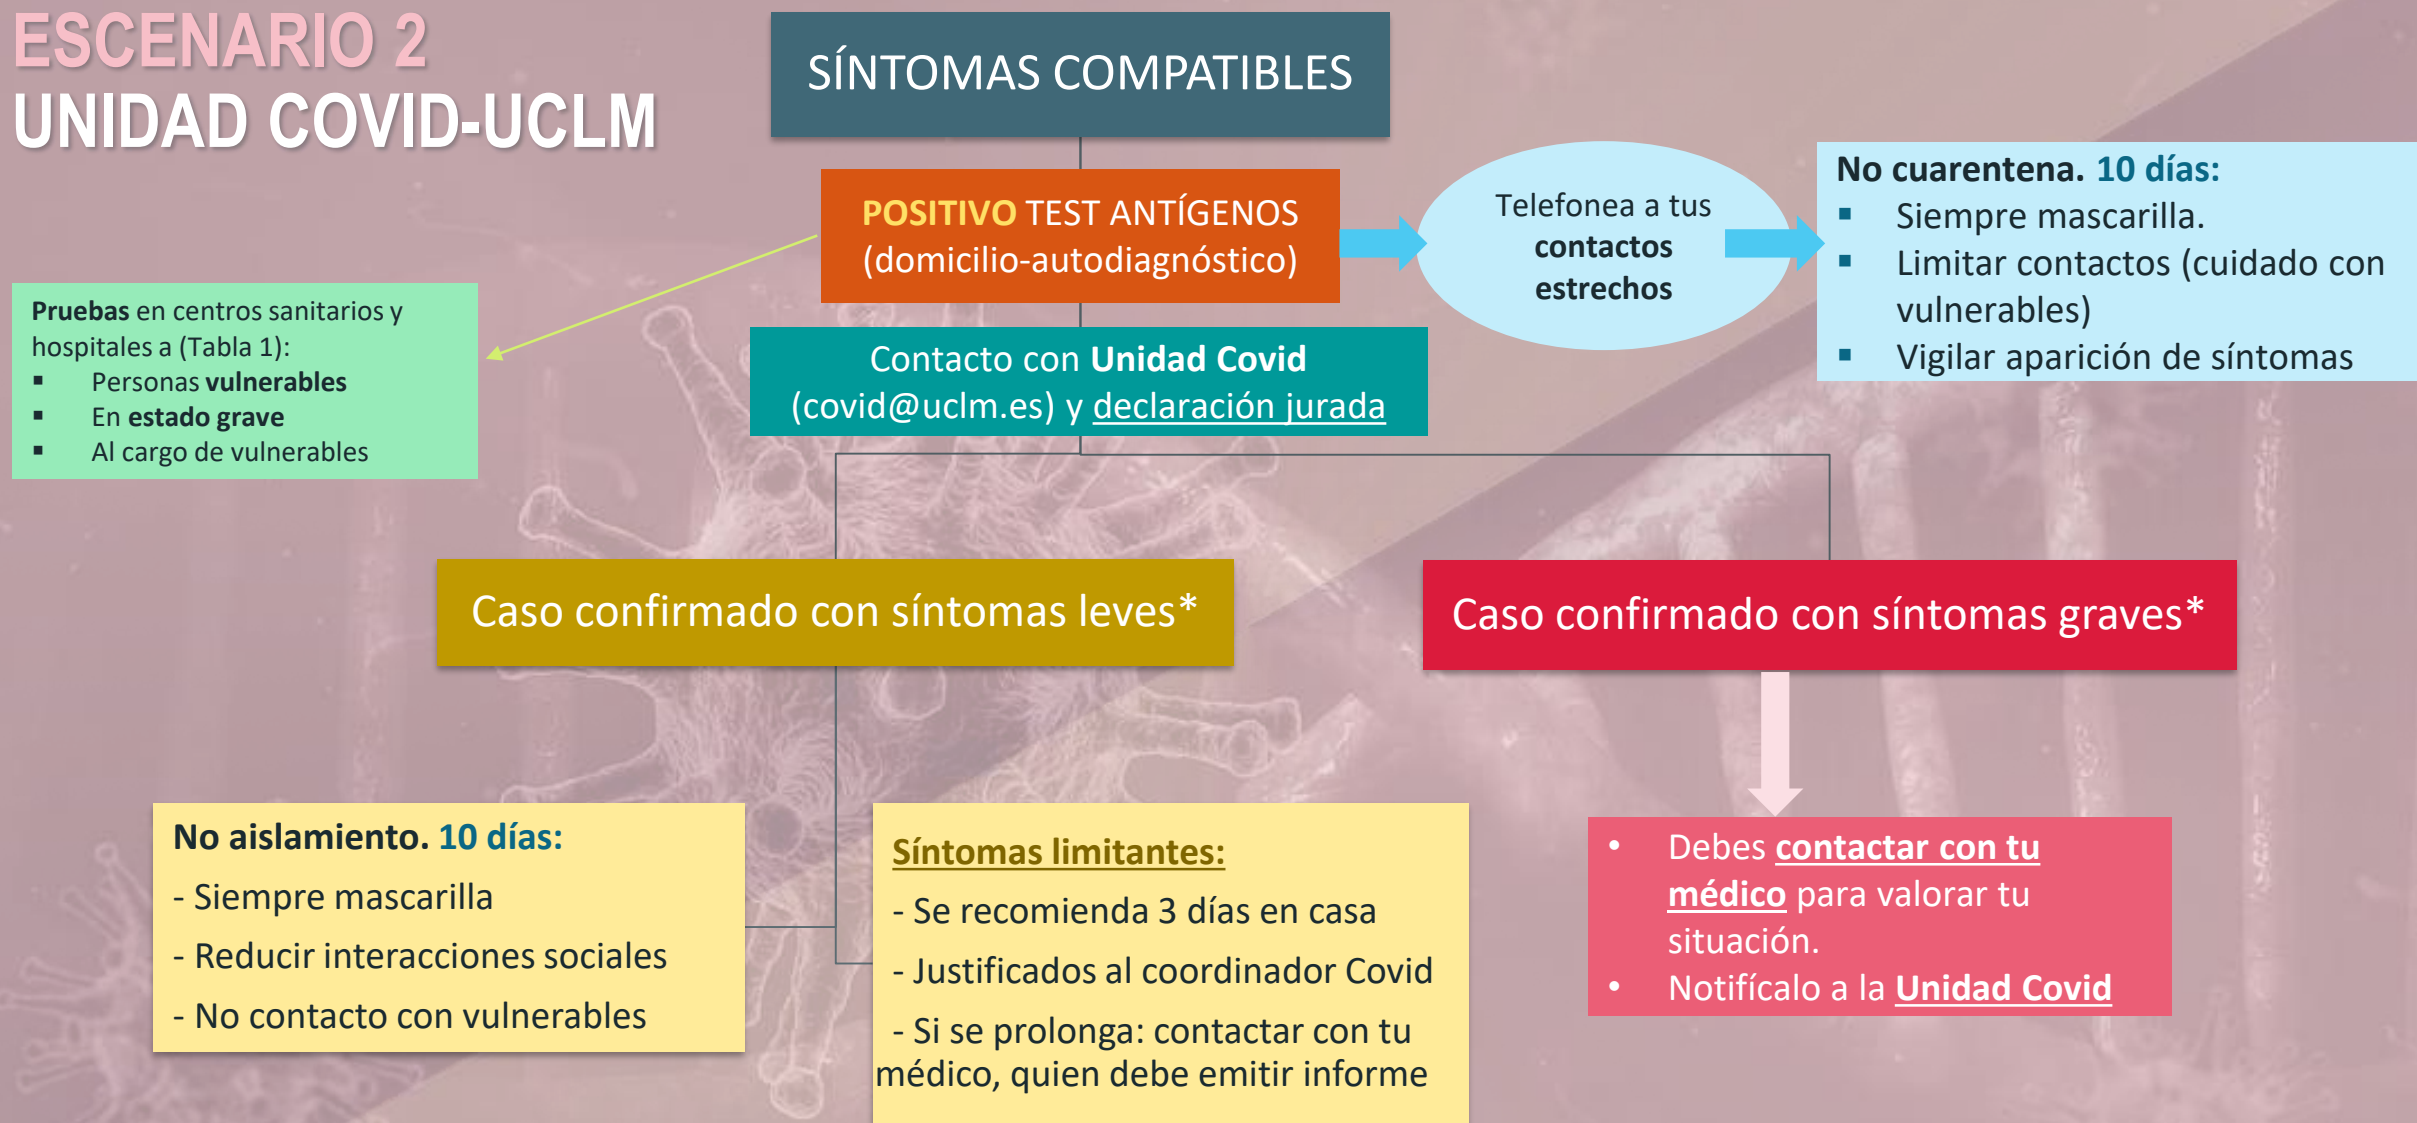 ESCENARIO 2
UNIDAD COVID-UCLM
SÍNTOMAS COMPATIBLES
POSITIVO TEST ANTÍGENOS
(domicilio-autodiagnóstico)
Telefonea a tus
contactos
estrechos
No cuarentena. 10 días:
▪ Siempre mascarilla.
▪ Limitar contactos (cuidado con
vulnerables)
▪ Vigilar aparición de síntomas
Pruebas en centros sanitarios y
hospitales a (Tabla 1):
▪ Personas vulnerables
▪ En estado grave
▪ Al cargo de vulnerables
Contacto con Unidad Covid
(covid@uclm.es) y declaración jurada
Caso confirmado con síntomas leves*
Caso confirmado con síntomas graves*
No aislamiento. 10 días:
- Siempre mascarilla
- Reducir interacciones sociales
- No contacto con vulnerables
Síntomas limitantes:
- Se recomienda 3 días en casa
- Justificados al coordinador Covid
- Si se prolonga: contactar con tu
médico, quien debe emitir informe
• Debes contactar con tu
médico para valorar tu
situación.
• Notifícalo a la Unidad Covid